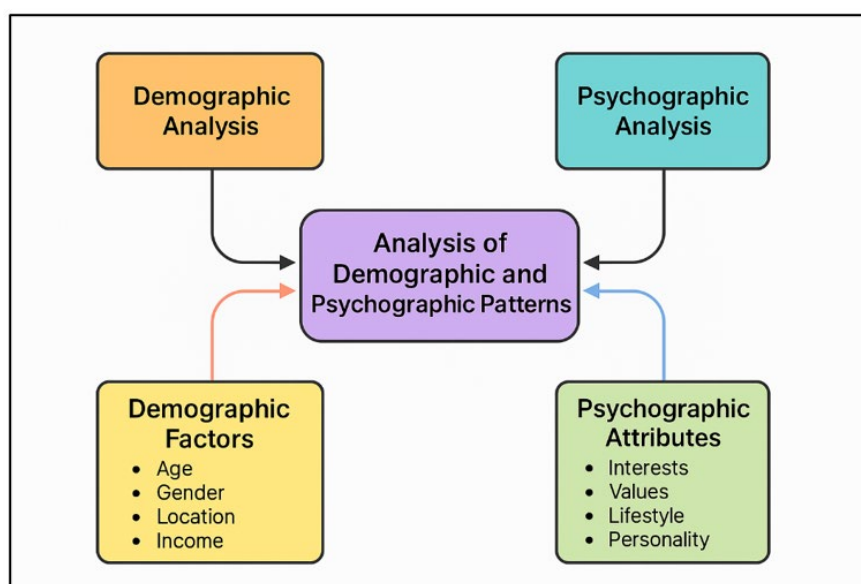 Demographic
Analysis
Psychographic
Analysis
Analysis of
Demographic and
Psychographic Patterns
Demographic
Factors
• Age
• Gender
• Location
• Income
Psychographic
Attributes
• Interests
• Values
• Lifestyle
• Personality